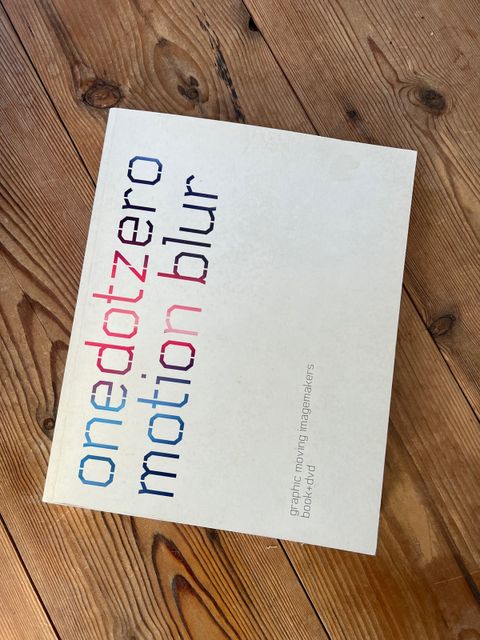 onedotzero
motion blur
graphic moving imagemakers
book+dvd